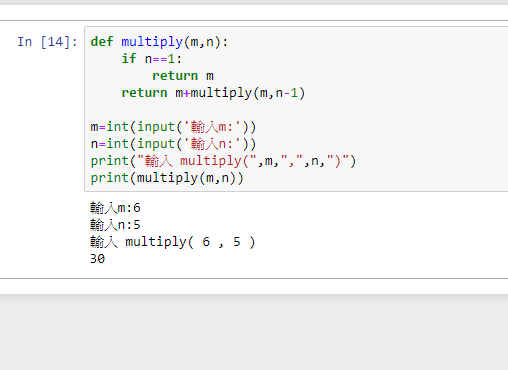 In [14]: def multiply(m,n):
if n==1:
return m
return m+multiply(m,n-1)
m=int(input('輸入m:'))
n=int(input('輸入n:'))
print("輸入 multiply(",m,",",n,")")
print(multiply(m,n))
輸入m:6
輸入n:5
輸入 multiply( 6 , 5 )
30